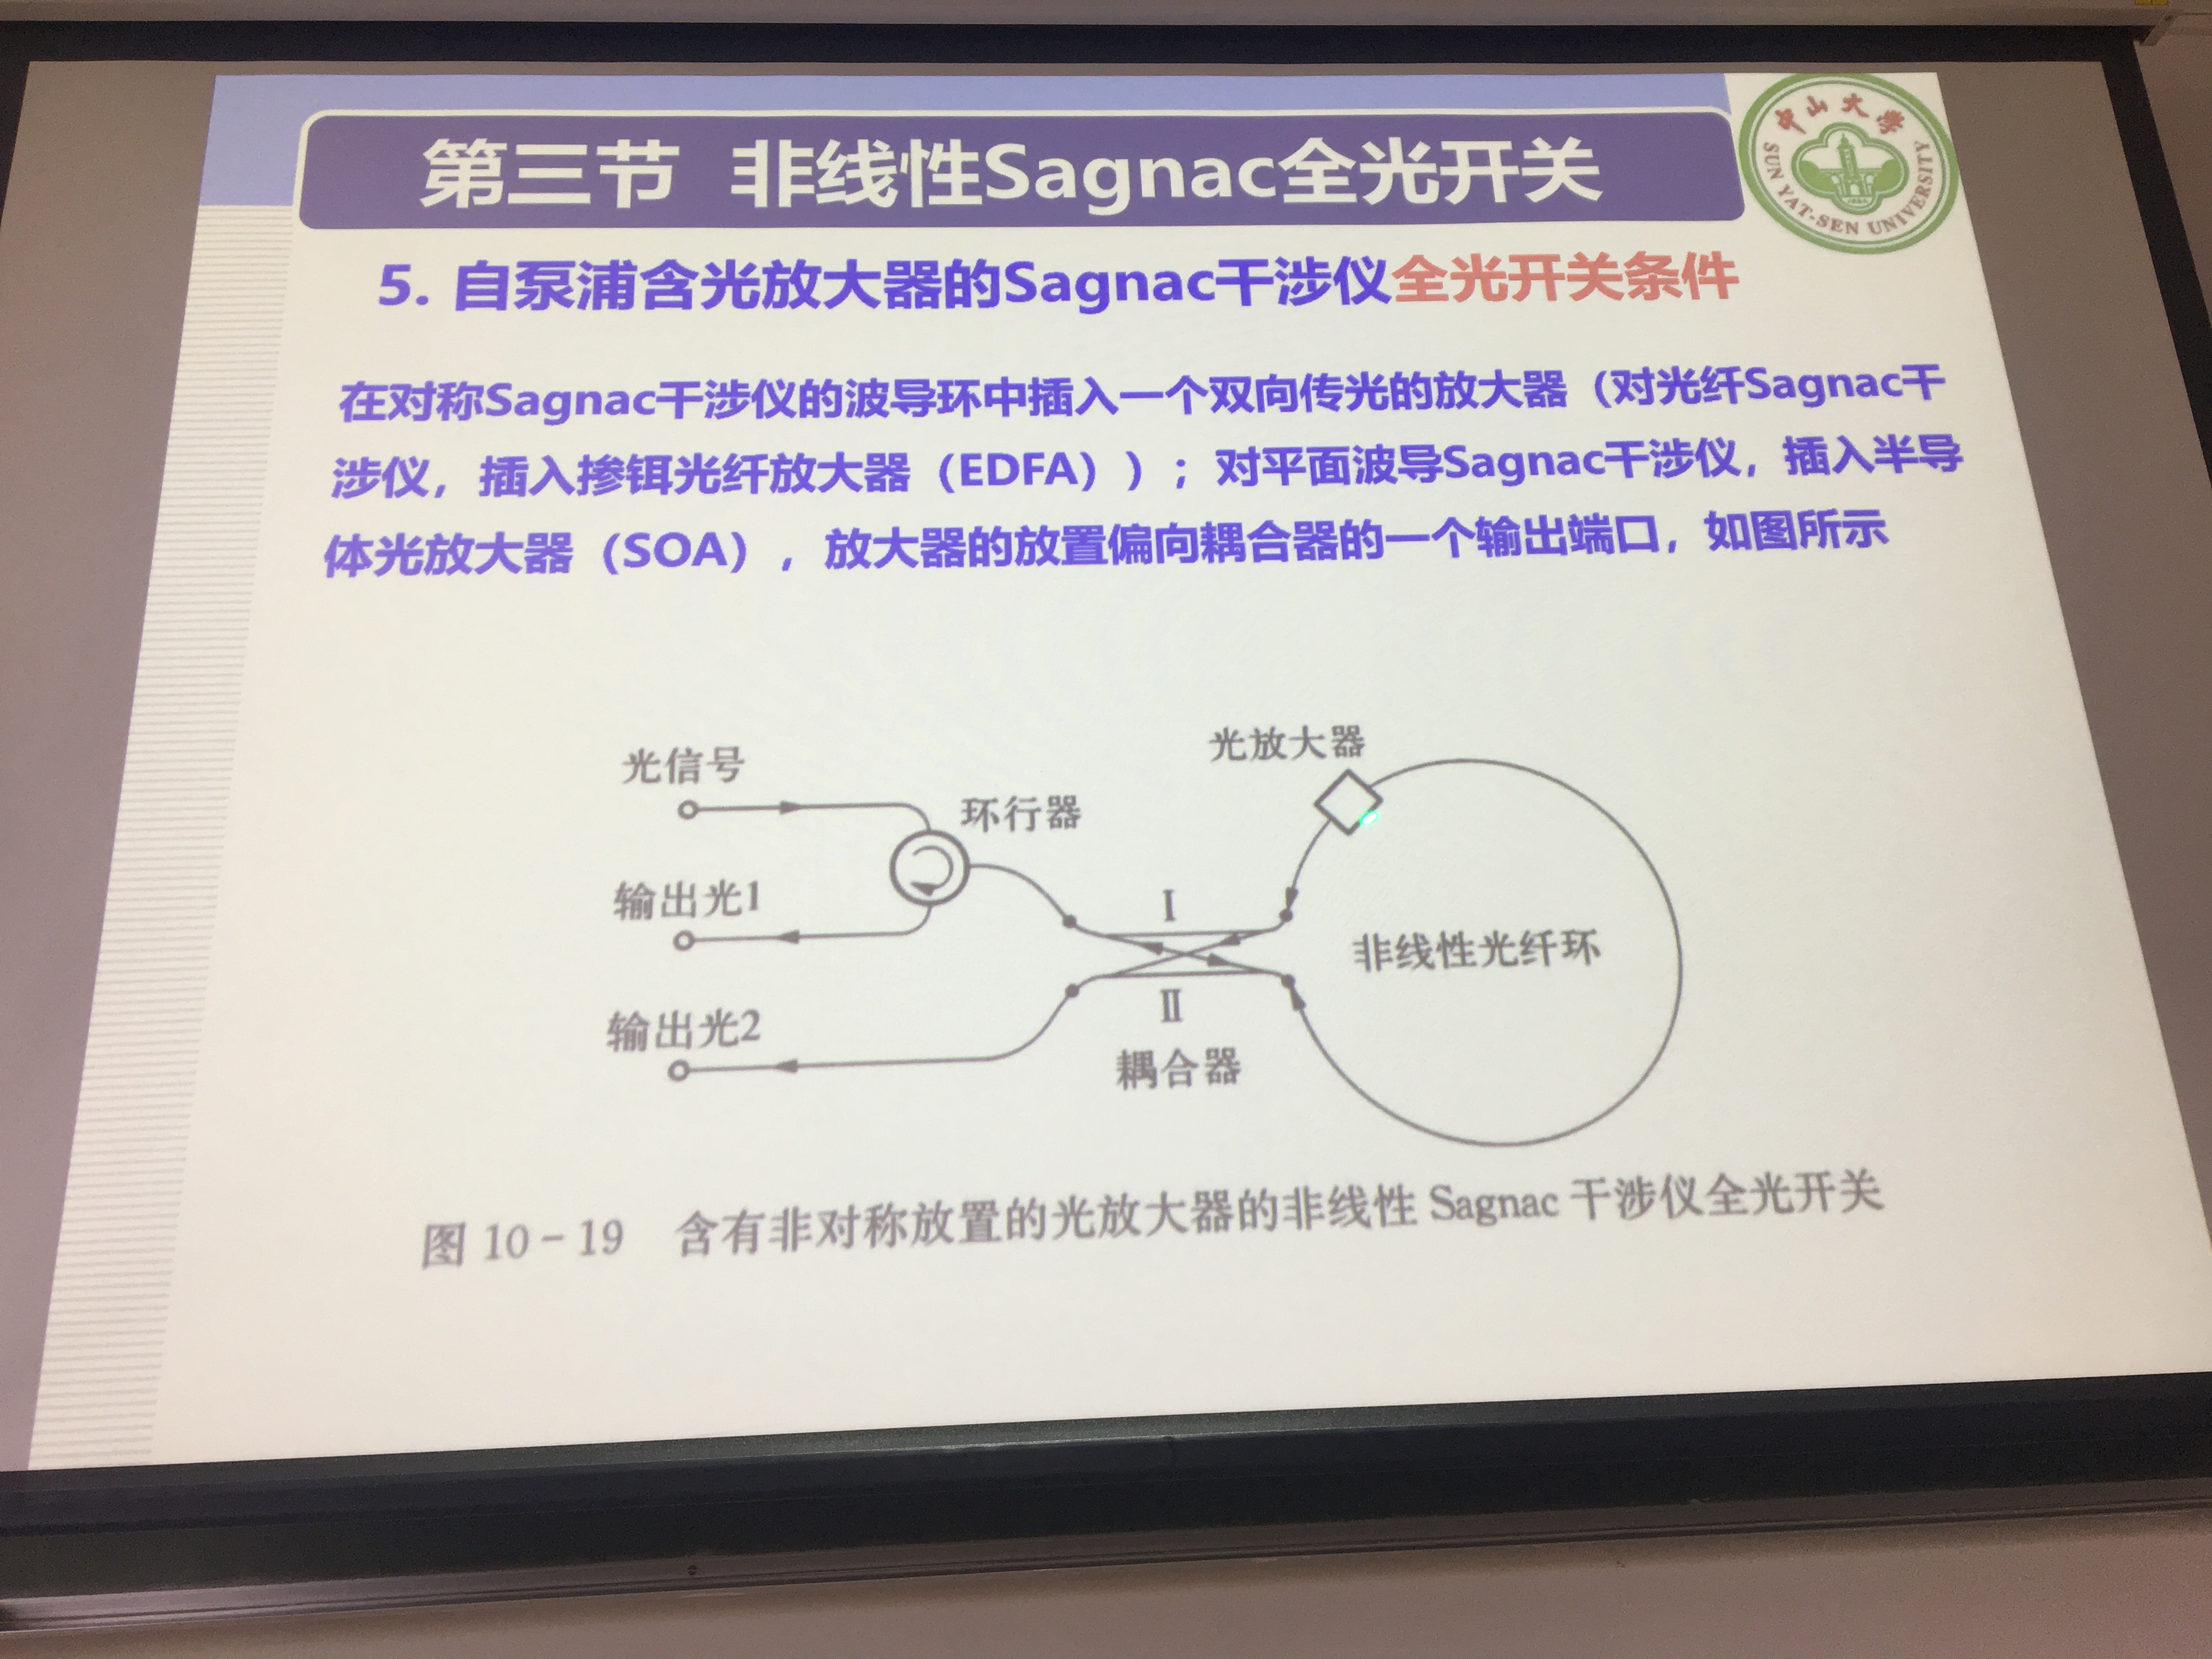 第三节 非线性Sagnac全光开关
中山大学
SUN YAT-SEN UNIVERSITY
5. 自泵浦含光放大器的Sagnac干涉仪全光开关条件
在对称Sagnac干涉仪的波导环中插入一个双向传光的放大器（对光纤Sagnac干
涉仪，插入掺铒光纤放大器（EDFA））；对平面波导Sagnac干涉仪，插入半导
体光放大器（SOA），放大器的放置偏向耦合器的一个输出端口，如图所示
光信号
环行器
光放大器
输出光1
I
非线性光纤环
II
输出光2
耦合器
图 10-19 含有非对称放置的光放大器的非线性 Sagnac 干涉仪全光开关